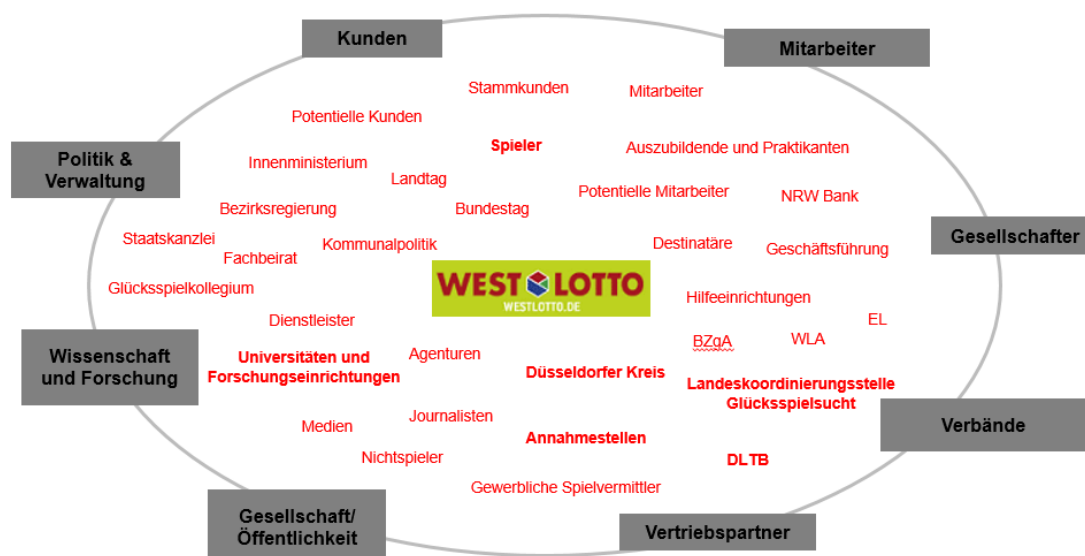 Kunden
Mitarbeiter
Stammkunden
Mitarbeiter
Potentielle Kunden
Spieler
Auszubildende und Praktikanten
Politik &
Verwaltung
Innenministerium
Landtag
Potentielle Mitarbeiter
NRW Bank
Bezirksregierung
Bundestag
Staatskanzlei
Kommunalpolitik
Destinatäre
Geschäftsführung
Gesellschafter
Fachbeirat
Glücksspielkollegium
WEST LOTTO
WESTLOTTO.DE
Hilfeeinrichtungen
Dienstleister
EL
Wissenschaft
und Forschung
Universitäten und
Forschungseinrichtungen
Agenturen
BZgA
WLA
Düsseldorfer Kreis
Landeskoordinierungsstelle
Glücksspielsucht
Medien
Journalisten
Verbände
Annahmestellen
Nichtspieler
DLTB
Gewerbliche Spielvermittler
Gesellschaft/
Öffentlichkeit
Vertriebspartner